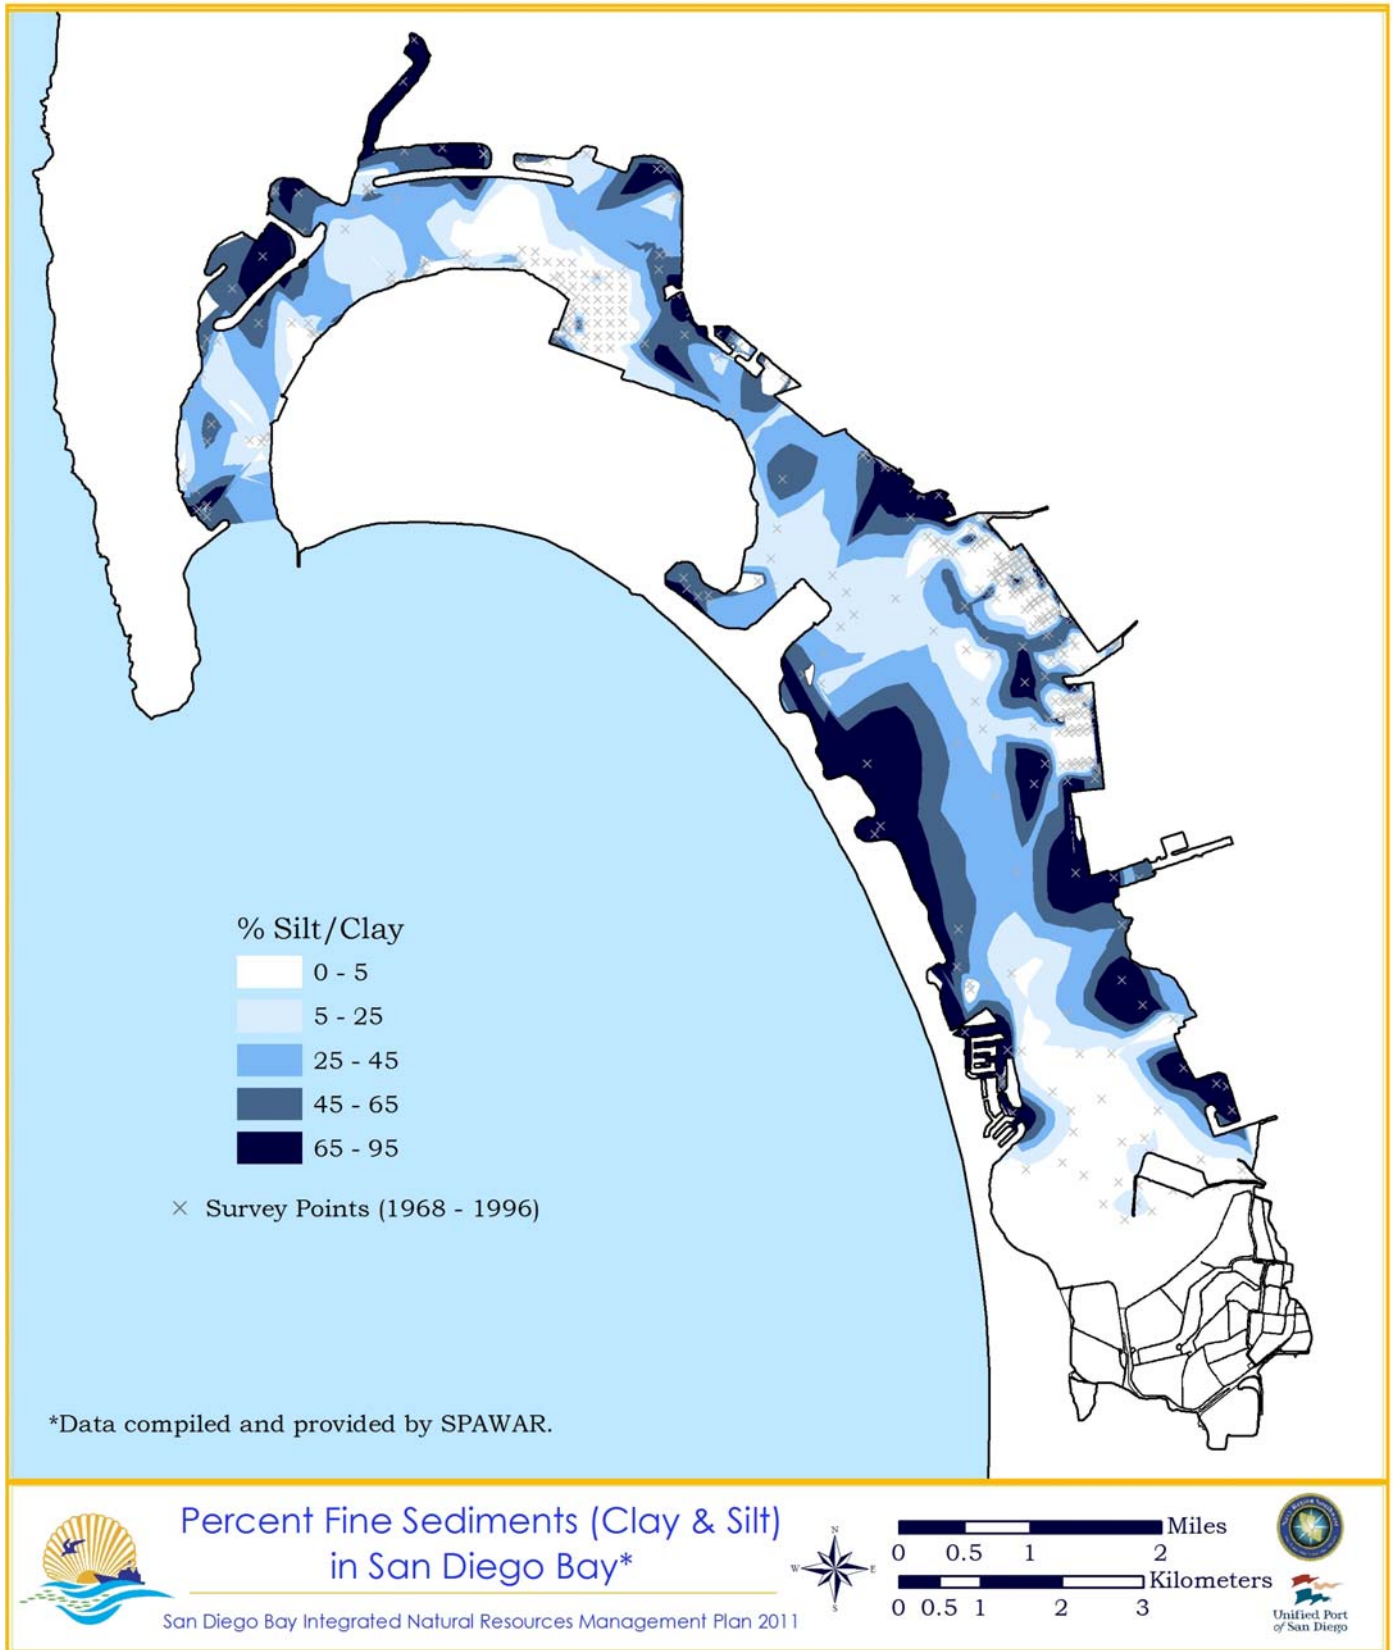 % Silt/Clay
0 - 5
5 - 25
25 - 45
45 - 65
65 - 95
× Survey Points (1968 - 1996)
*Data compiled and provided by SPAWAR.
Percent Fine Sediments (Clay & Silt)
in San Diego Bay*
San Diego Bay Integrated Natural Resources Management Plan 2011
N
W E
S
Miles
0 0.5 1 2
Kilometers
0 0.5 1 2 3
Unified Port
of San Diego